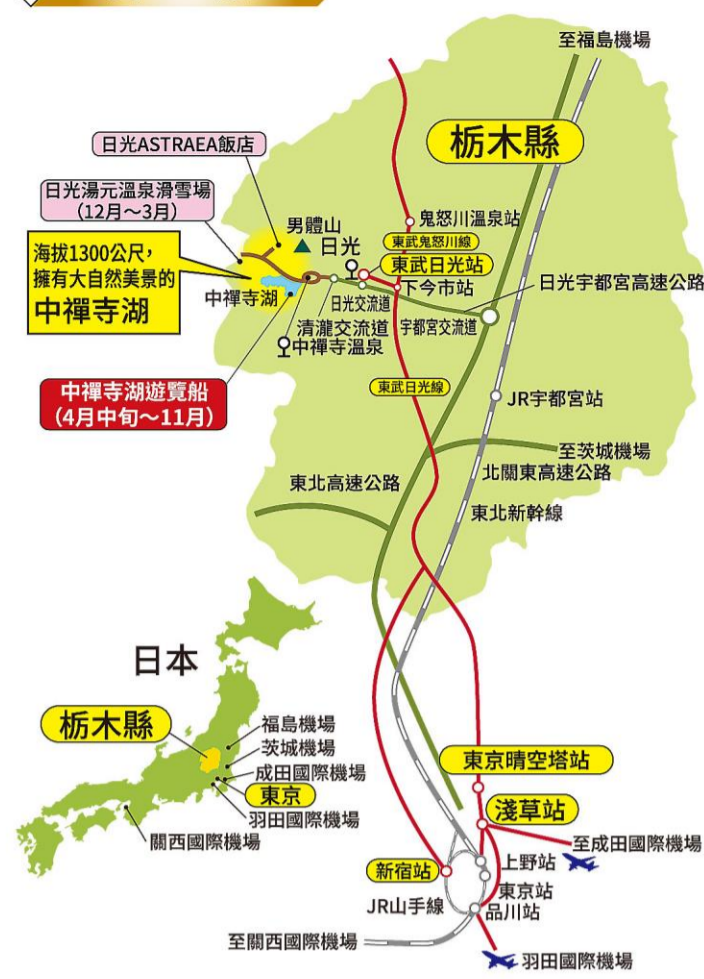 至福島機場
栃木縣
日光ASTRAEA飯店
日光湯元溫泉滑雪場
（12月～3月）
男體山
日光
鬼怒川溫泉站
東武鬼怒川線
東武日光站
下今市站
日光宇都宮高速公路
海拔1300公尺，
擁有大自然美景的
中禪寺湖
中禪寺湖
日光交流道
清瀧交流道
宇都宮交流道
中禪寺溫泉
中禪寺湖遊覽船
（4月中旬～11月）
東武日光線
JR宇都宮站
至茨城機場
北關東高速公路
東北高速公路
東北新幹線
日本
栃木縣
福島機場
茨城機場
成田國際機場
東京
羽田國際機場
關西國際機場
東京晴空塔站
淺草站
至成田國際機場
新宿站
上野站
東京站
JR山手線
品川站
至關西國際機場
羽田國際機場